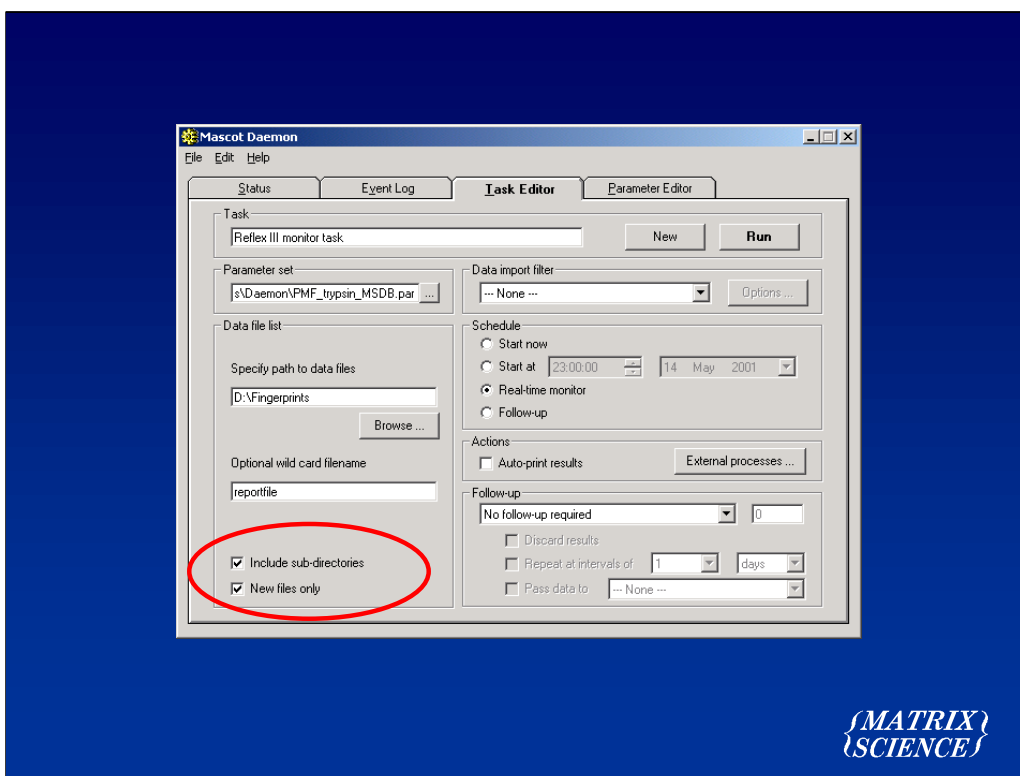 Mascot Daemon
File Edit Help
Status Event Log Task Editor Parameter Editor
Task
Reflex III monitor task
New Run
Parameter set
s\Daemon\PMF_trypsin_MSDB.par ...
Data import filter
--- None --- Options ...
Data file list
Specify path to data files
D:\Fingerprints
Browse ...
Optional wild card filename
reportfile
Include sub-directories
New files only
Schedule
Start now
Start at 23:00:00 14 May 2001
Real-time monitor
Follow-up
Actions
Auto-print results External processes ...
Follow-up
No follow-up required 0
Discard results
Repeat at intervals of 1 days
Pass data to --- None ---
{MATRIX}
{SCIENCE}